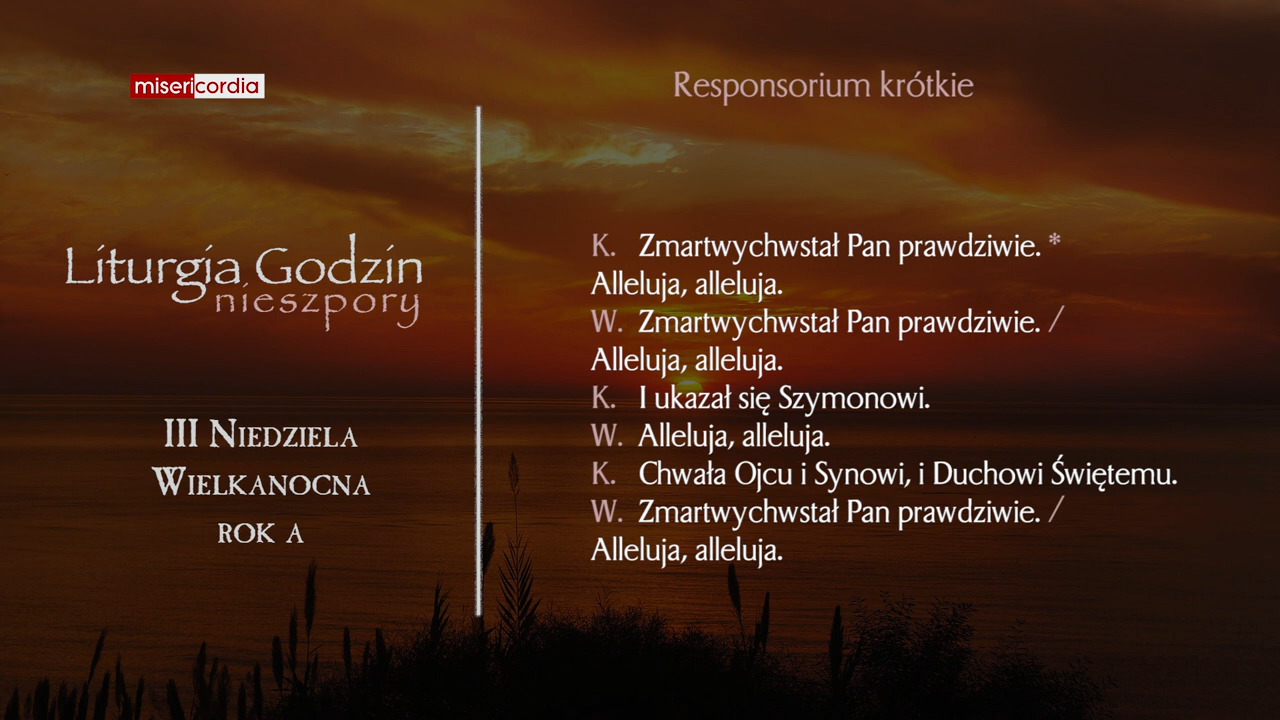 misericordia
Liturgia Godzin
nieszpory
III Niedziela
Wielkanocna
rok A
Responsorium krótkie
K. Zmartwychwstał Pan prawdziwie. *
Alleluja, alleluja.
W. Zmartwychwstał Pan prawdziwie. /
Alleluja, alleluja.
K. I ukazał się Szymonowi.
W. Alleluja, alleluja.
K. Chwała Ojcu i Synowi, i Duchowi Świętemu.
W. Zmartwychwstał Pan prawdziwie. /
Alleluja, alleluja.